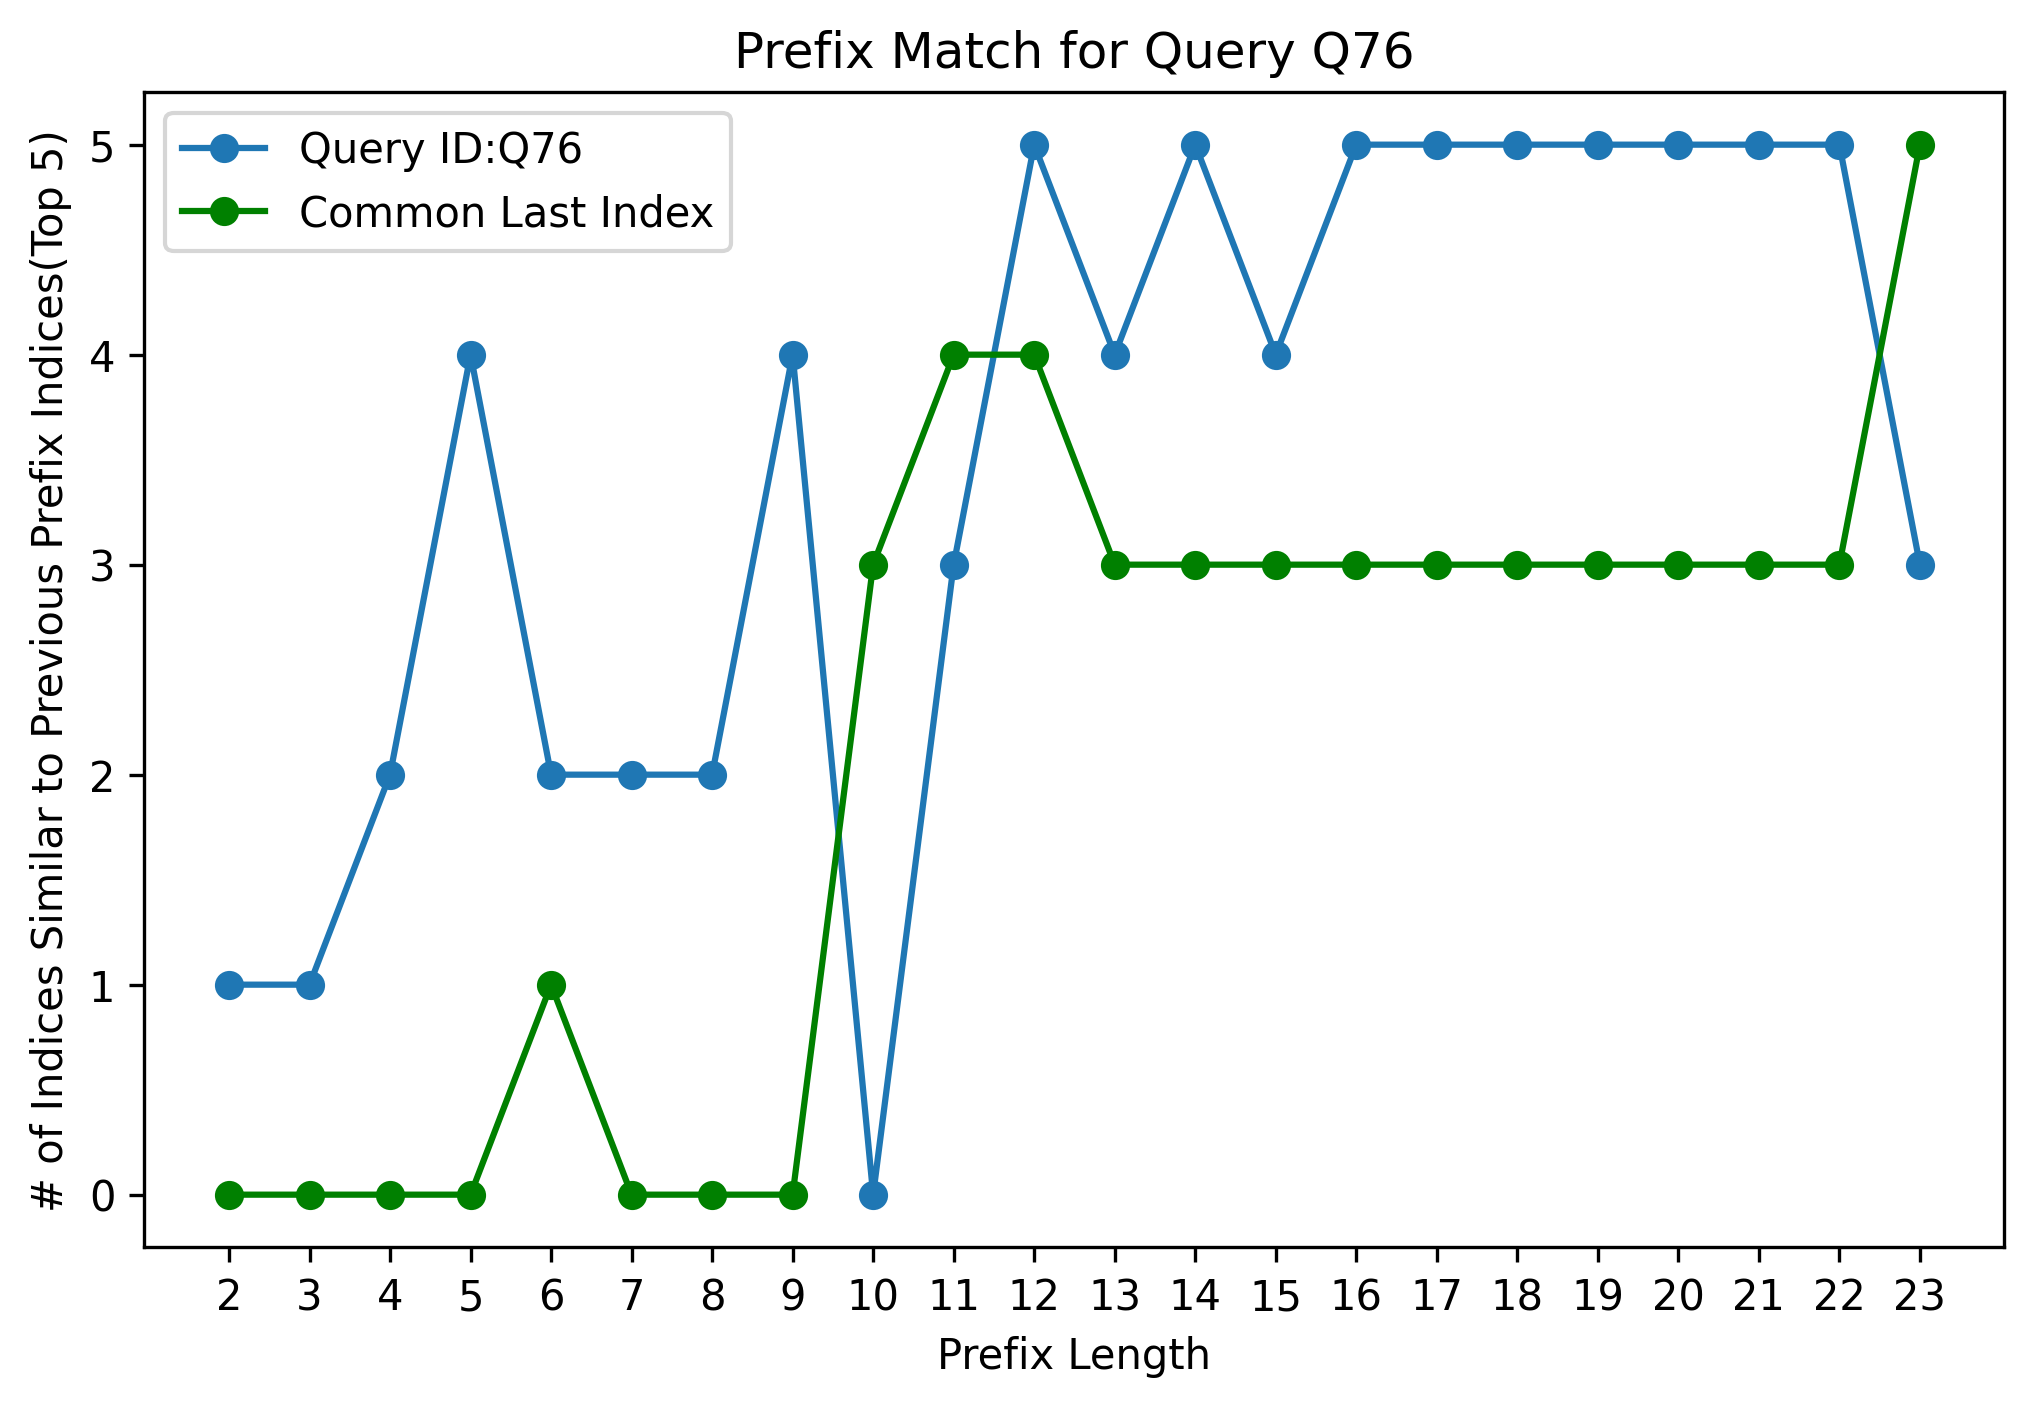 Prefix Match for Query Q76
Query ID:Q76
Common Last Index
# of Indices Similar to Previous Prefix Indices(Top 5)
5
4
3
2
1
0
2 3 4 5 6 7 8 9 10 11 12 13 14 15 16 17 18 19 20 21 22 23
Prefix Length